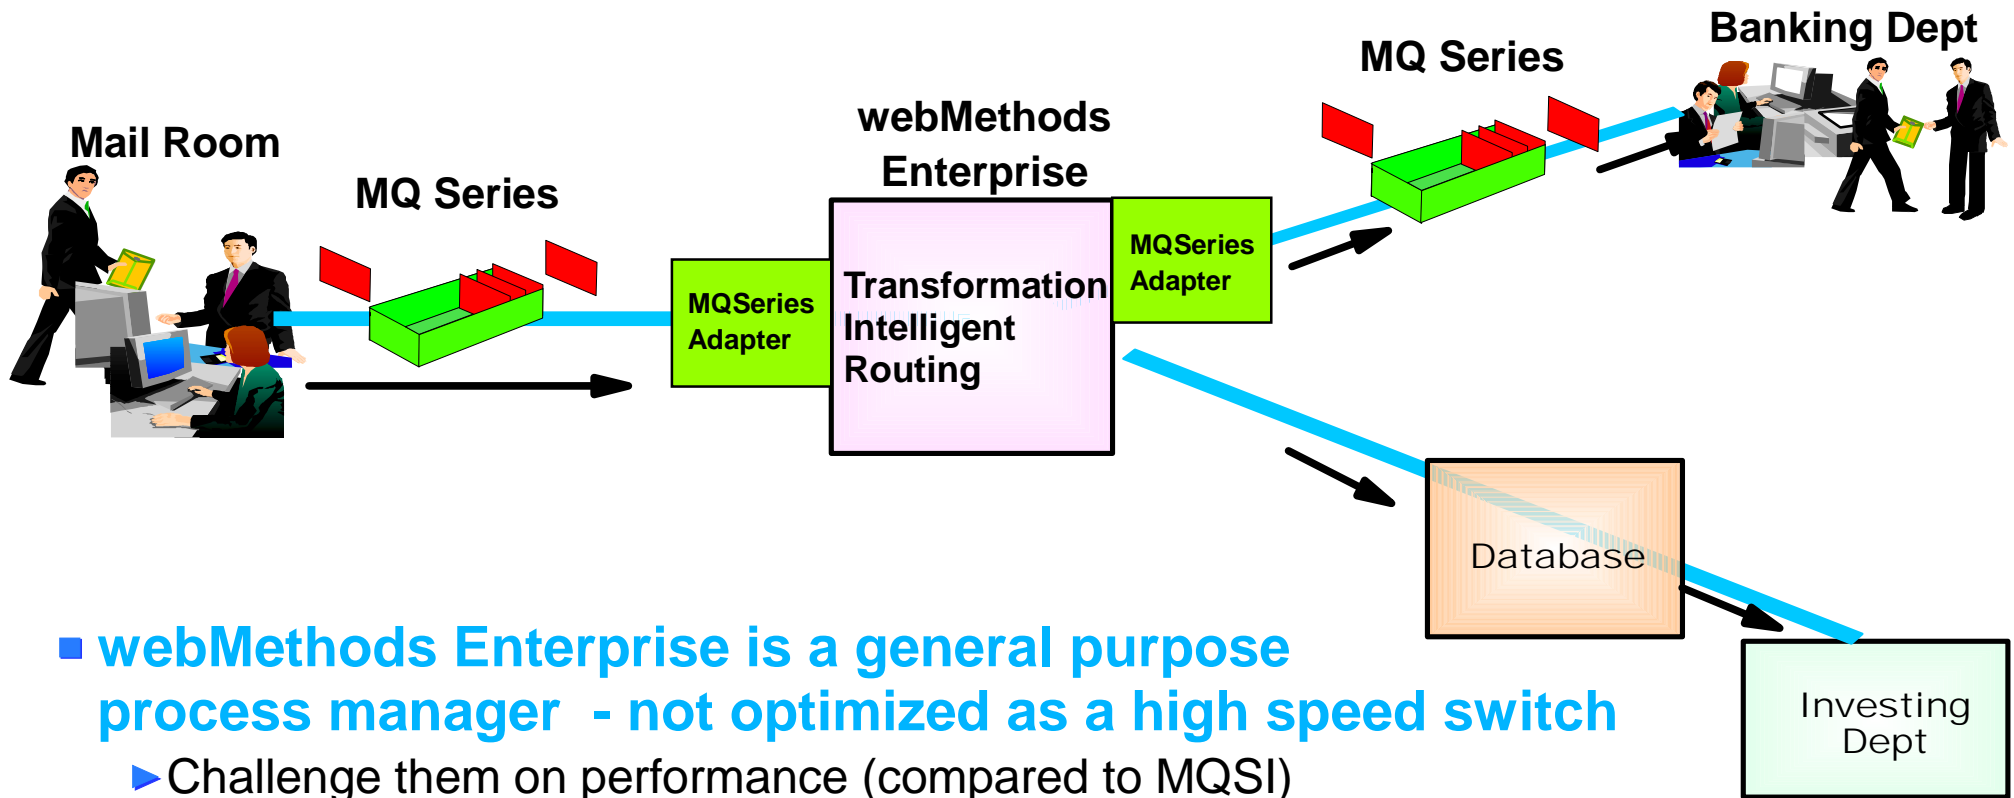 Banking Dept
MQ Series
webMethods
Enterprise
Mail Room
MQ Series
MQSeries
Adapter
Transformation
Intelligent
Routing
MQSeries
Adapter
Database
Investing
Dept
webMethods Enterprise is a general purpose
process manager - not optimized as a high speed switch
Challenge them on performance (compared to MQSI)